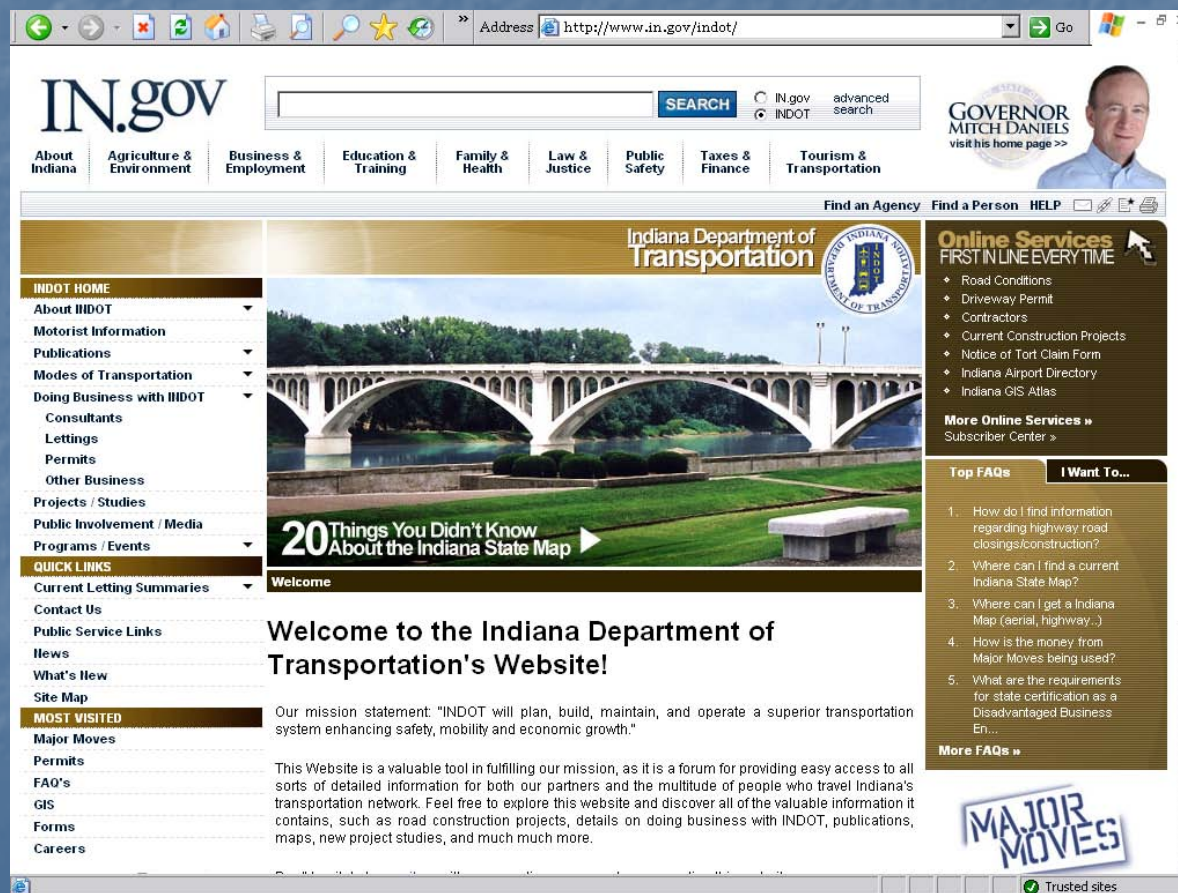 Address http://www.in.gov/indot/ Go
IN.gov
SEARCH
IN.gov
INDOT
advanced
search
GOVERNOR
MITCH DANIELS
visit his home page >>
About
Indiana
Agriculture &
Environment
Business &
Employment
Education &
Training
Family &
Health
Law &
Justice
Public
Safety
Taxes &
Finance
Tourism &
Transportation
Find an Agency Find a Person HELP
Indiana Department of
Transportation
INDIANA DEPARTMENT OF TRANSPORTATION
INDOT
INDOT HOME
About INDOT
Motorist Information
Publications
Modes of Transportation
Doing Business with INDOT
Consultants
Lettings
Permits
Other Business
Projects / Studies
Public Involvement / Media
Programs / Events
QUICK LINKS
Current Letting Summaries
Contact Us
Public Service Links
News
What's New
Site Map
MOST VISITED
Major Moves
Permits
FAQ's
GIS
Forms
Careers
20 Things You Didn't Know
About the Indiana State Map
Welcome
Welcome to the Indiana Department of
Transportation's Website!
Our mission statement: "INDOT will plan, build, maintain, and operate a superior transportation
system enhancing safety, mobility and economic growth."
This Website is a valuable tool in fulfilling our mission, as it is a forum for providing easy access to all
sorts of detailed information for both our partners and the multitude of people who travel Indiana's
transportation network. Feel free to explore this website and discover all of the valuable information it
contains, such as road construction projects, details on doing business with INDOT, publications,
maps, new project studies, and much much more.
Online Services
FIRST IN LINE EVERY TIME
Road Conditions
Driveway Permit
Contractors
Current Construction Projects
Notice of Tort Claim Form
Indiana Airport Directory
Indiana GIS Atlas
More Online Services »
Subscriber Center »
Top FAQs
I Want To...
1. How do I find information
regarding highway road
closings/construction?
2. Where can I find a current
Indiana State Map?
3. Where can I get a Indiana
Map (aerial, highway..)
4. How is the money from
Major Moves being used?
5. What are the requirements
for state certification as a
Disadvantaged Business
En...
More FAQs »
MAJOR
MOVES
Trusted sites